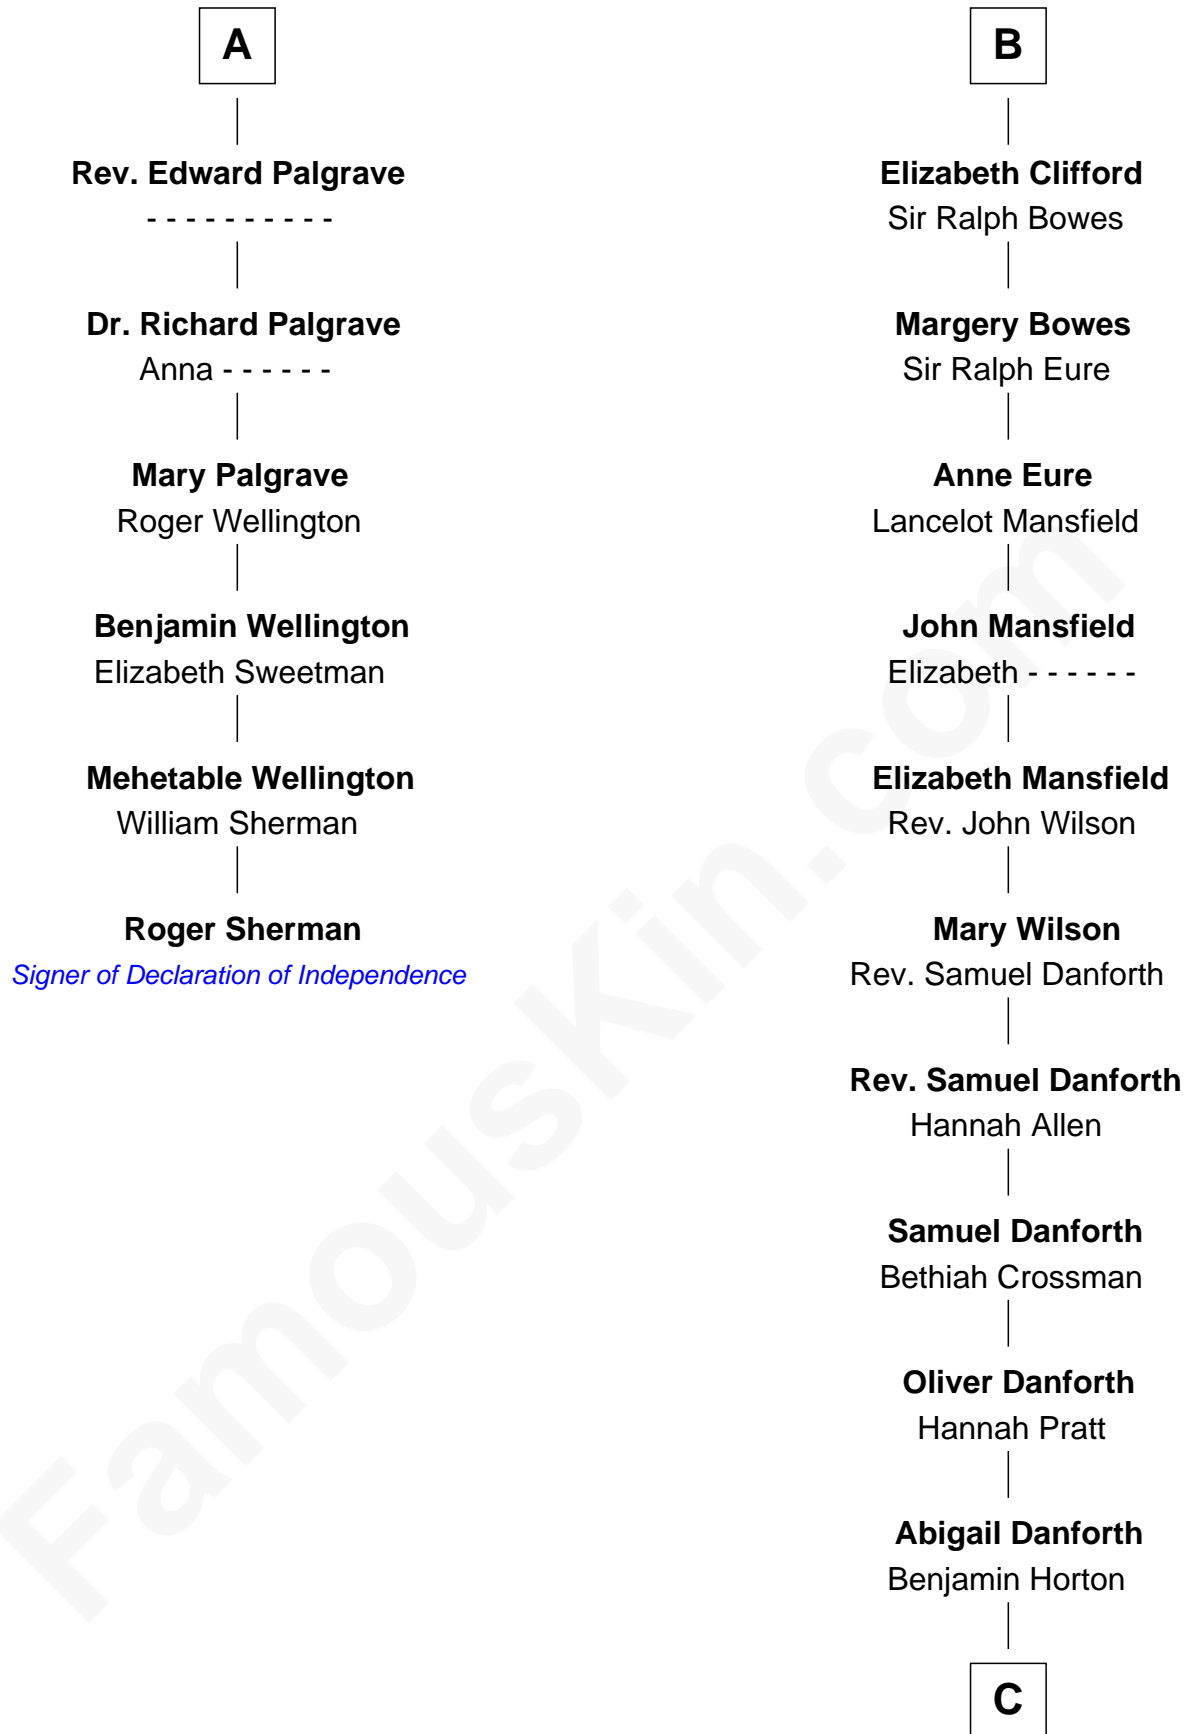 A
Rev. Edward Palgrave
- - - - - - - - - -
Dr. Richard Palgrave
Anna - - - - - -
Mary Palgrave
Roger Wellington
Benjamin Wellington
Elizabeth Sweetman
Mehetable Wellington
William Sherman
Roger Sherman
Signer of Declaration of Independence
B
Elizabeth Clifford
Sir Ralph Bowes
Margery Bowes
Sir Ralph Eure
Anne Eure
Lancelot Mansfield
John Mansfield
Elizabeth - - - - - -
Elizabeth Mansfield
Rev. John Wilson
Mary Wilson
Rev. Samuel Danforth
Rev. Samuel Danforth
Hannah Allen
Samuel Danforth
Bethiah Crossman
Oliver Danforth
Hannah Pratt
Abigail Danforth
Benjamin Horton
C
FamousKin.com